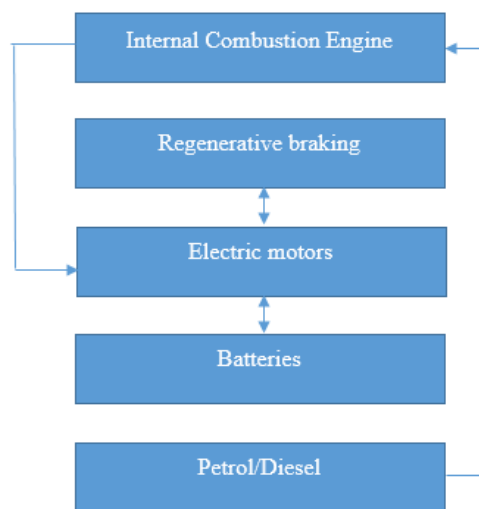 Internal Combustion Engine
Regenerative braking
Electric motors
Batteries
Petrol/Diesel